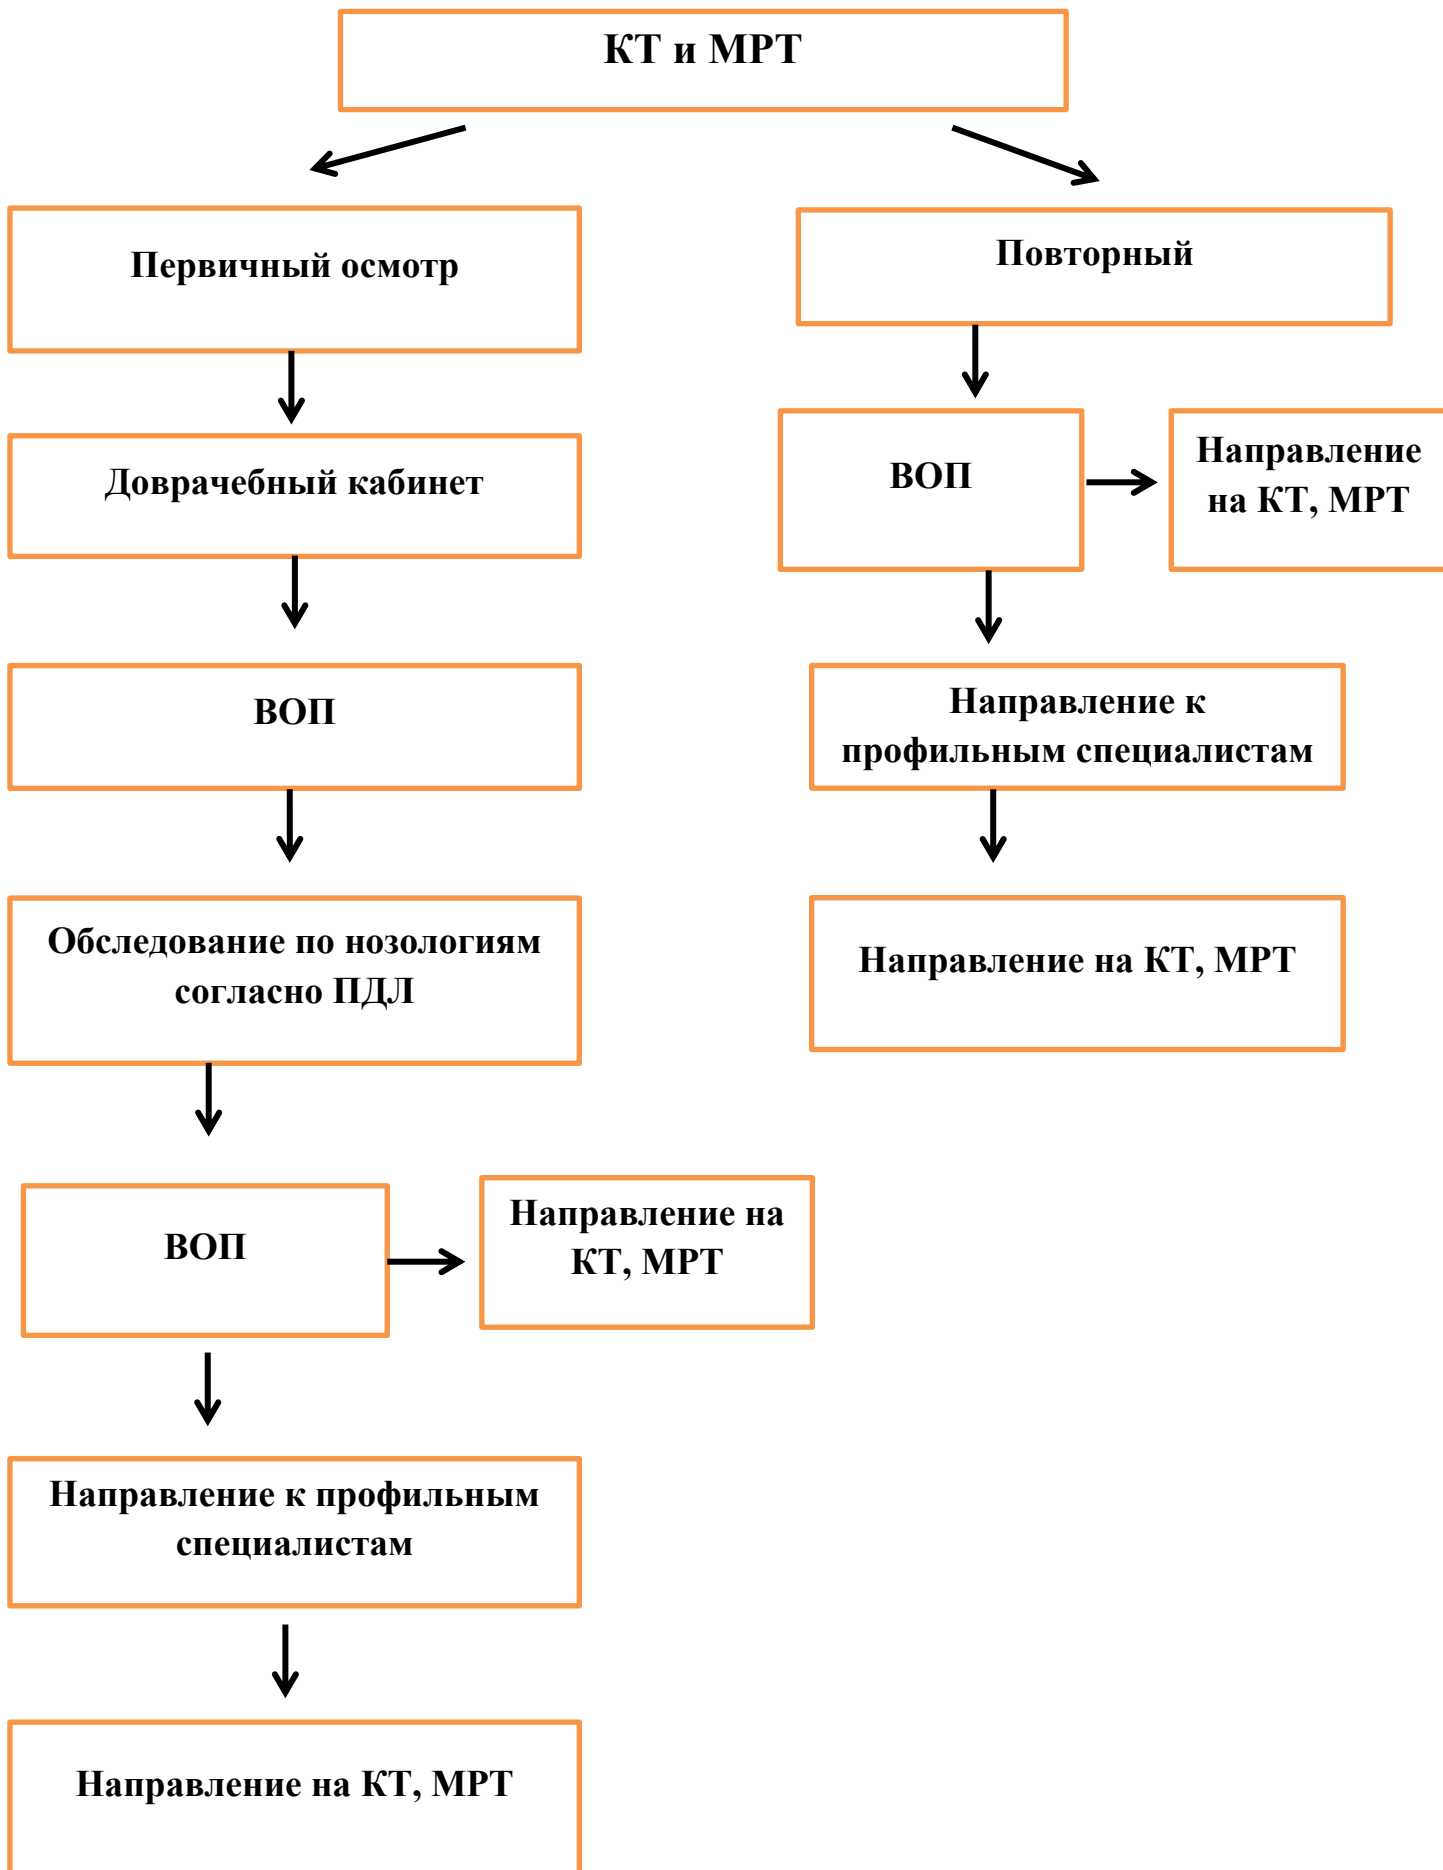 КТ и МРТ
Первичный осмотр
Повторный
Доврачебный кабинет
ВОП
Направление
на КТ, МРТ
ВОП
Направление к
профильным специалистам
Обследование по нозологиям
согласно ПДЛ
Направление на КТ, МРТ
ВОП
Направление на
КТ, МРТ
Направление к профильным
специалистам
Направление на КТ, МРТ